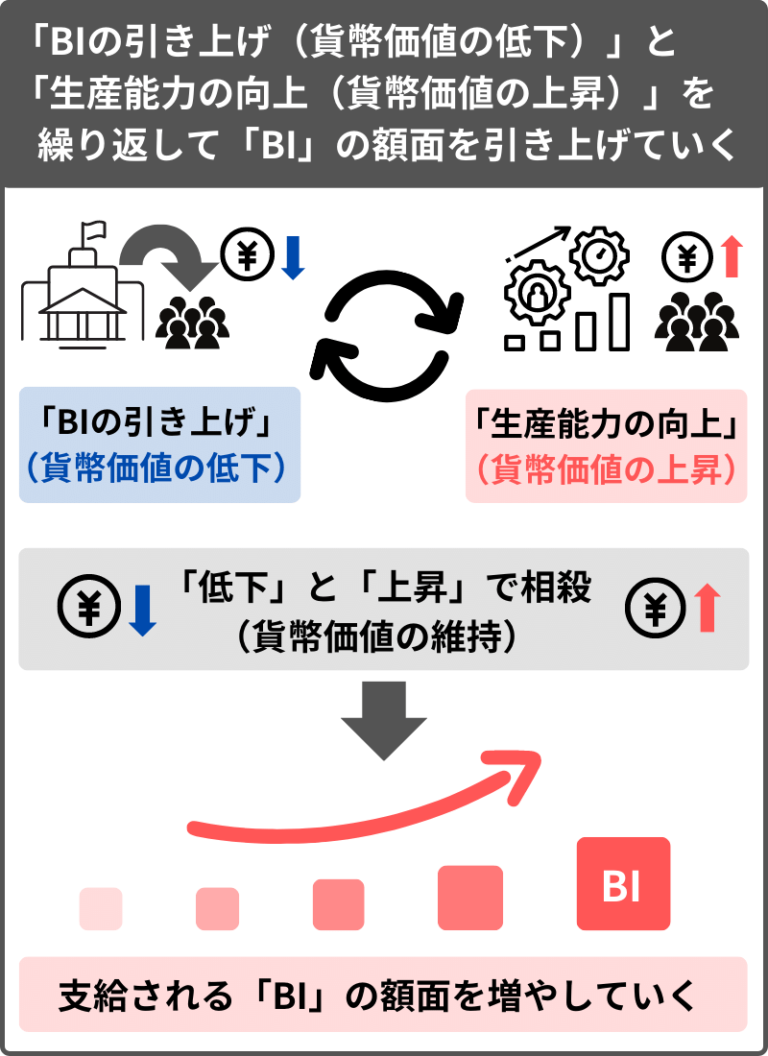 「BIの引き上げ（貨幣価値の低下）」と
「生産能力の向上（貨幣価値の上昇）」を
繰り返して「BI」の額面を引き上げていく
¥
¥
「BIの引き上げ」
（貨幣価値の低下）
「生産能力の向上」
（貨幣価値の上昇）
¥
「低下」と「上昇」で相殺
（貨幣価値の維持）
¥
BI
支給される「BI」の額面を増やしていく